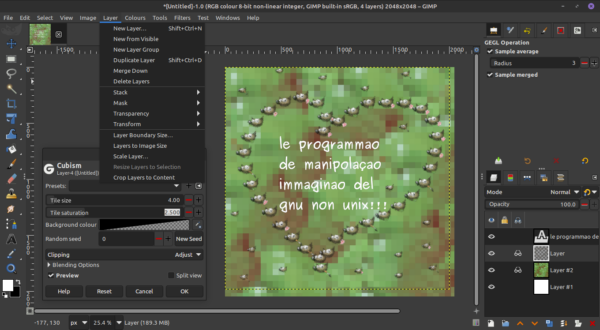 *[Untitled]-1.0 (RGB colour 8-bit non-linear integer, GIMP built-in sRGB, 4 layers) 2048x2048 – GIMP
File Edit Select View Image Layer Colours Tools Filters Test Windows Help
New Layer... Shift+Ctrl+N
New from Visible
New Layer Group
Duplicate Layer Shift+Ctrl+D
Merge Down
Delete Layers
Stack
Mask
Transparency
Transform
Layer Boundary Size...
Layers to Image Size
Scale Layer...
Resize Layers to Selection
Crop Layers to Content
-1500 0 500 1000 1500 2000
le programmao
de manipolaçao
immaginao del
gnu non unix!!!
Cubism
Layer-4 ([Untitled])
Presets:
Tile size 4.00
Tile saturation 2.500
Background colour
Random seed 0 New Seed
Clipping Adjust
Blending Options
Preview Split view
Help Reset Cancel OK
-177, 130 px 25.4 % Layer (189.3 MB)
GEGL Operation
Sample average
Radius 3
Sample merged
Mode Normal
Opacity 100.0
le programmao de
Layer
Layer #2
Layer #1